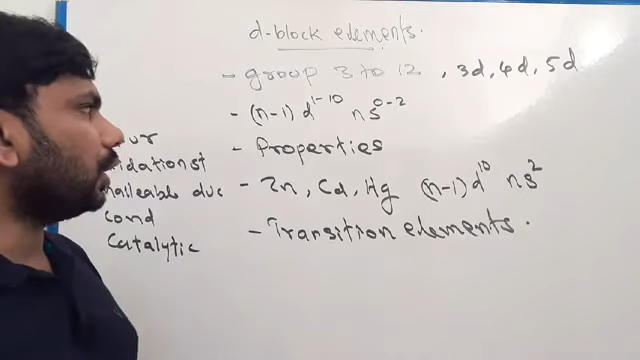 d-block elements.
- group 3 to 12, 3d, 4d, 5d
- (n-1) d¹⁻¹⁰ ns⁰⁻²
- Properties
- Zn, Cd, Hg (n-1)d¹⁰ ns²
- Transition elements.
malleable duc
cond
Catalytic